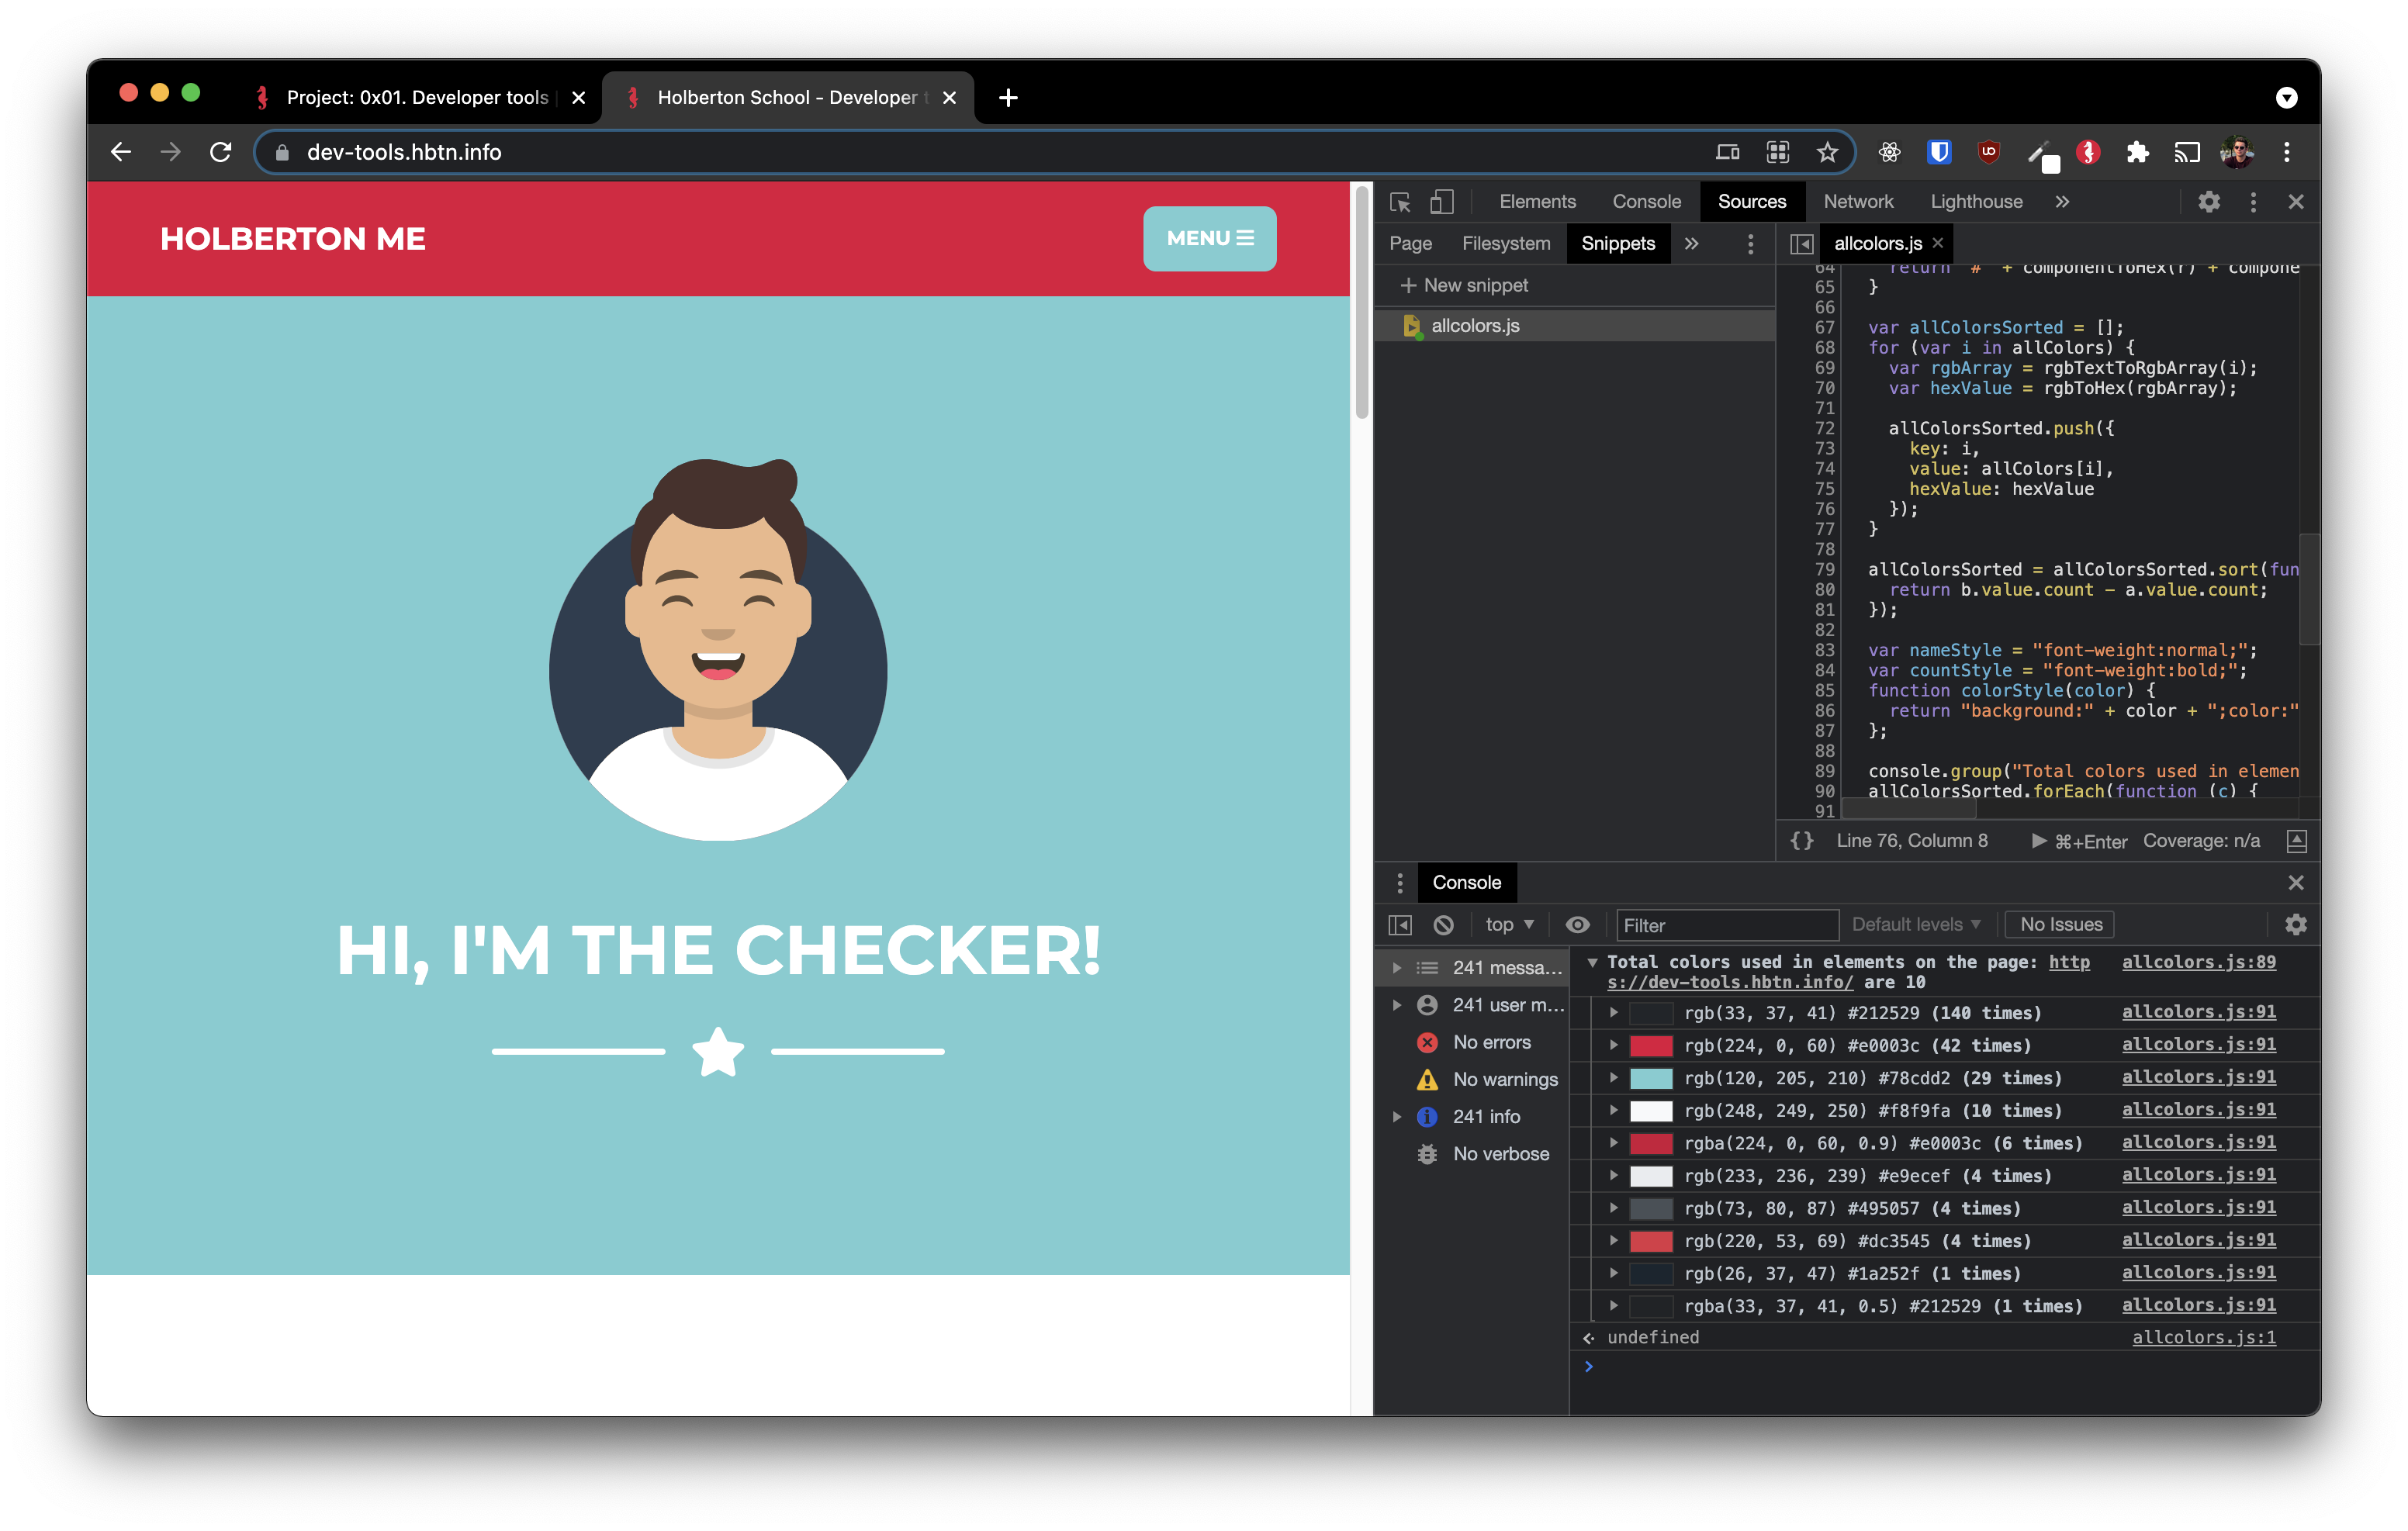 Project: 0x01. Developer tools
Holberton School - Developer t
dev-tools.hbtn.info
HOLBERTON ME
MENU
HI, I'M THE CHECKER!
Elements Console Sources Network Lighthouse »
Page Filesystem Snippets »
+ New snippet
allcolors.js
allcolors.js ×
64 return "#" + componentToHex(r) + compone
65 }
66
67 var allColorsSorted = [];
68 for (var i in allColors) {
69 var rgbArray = rgbTextToRgbArray(i);
70 var hexValue = rgbToHex(rgbArray);
71
72 allColorsSorted.push({
73 key: i,
74 value: allColors[i],
75 hexValue: hexValue
76 });
77 }
78
79 allColorsSorted = allColorsSorted.sort(fun
80 return b.value.count - a.value.count;
81 });
82
83 var nameStyle = "font-weight:normal;";
84 var countStyle = "font-weight:bold;";
85 function colorStyle(color) {
86 return "background:" + color + ";color:"
87 };
88
89 console.group("Total colors used in elemen
90 allColorsSorted.forEach(function (c) {
91
{} Line 76, Column 8 ⌘+Enter Coverage: n/a
Console
top Filter Default levels No Issues
241 messa...
241 user m...
No errors
No warnings
241 info
No verbose
Total colors used in elements on the page: http allcolors.js:89
s://dev-tools.hbtn.info/ are 10
rgb(33, 37, 41) #212529 (140 times) allcolors.js:91
rgb(224, 0, 60) #e0003c (42 times) allcolors.js:91
rgb(120, 205, 210) #78cdd2 (29 times) allcolors.js:91
rgb(248, 249, 250) #f8f9fa (10 times) allcolors.js:91
rgba(224, 0, 60, 0.9) #e0003c (6 times) allcolors.js:91
rgb(233, 236, 239) #e9ecef (4 times) allcolors.js:91
rgb(73, 80, 87) #495057 (4 times) allcolors.js:91
rgb(220, 53, 69) #dc3545 (4 times) allcolors.js:91
rgb(26, 37, 47) #1a252f (1 times) allcolors.js:91
rgba(33, 37, 41, 0.5) #212529 (1 times) allcolors.js:91
undefined allcolors.js:1